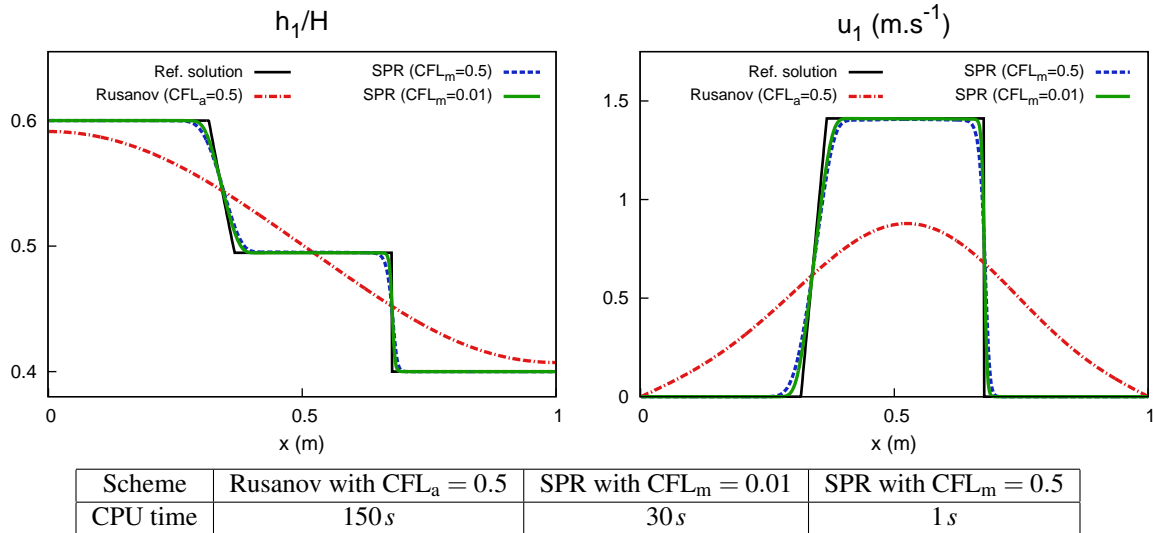 h₁/H
Ref. solution
Rusanov (CFLₐ=0.5)
SPR (CFLₘ=0.5)
SPR (CFLₘ=0.01)
0.6
0.5
0.4
0 0.5 1
x (m)
u₁ (m.s⁻¹)
Ref. solution
Rusanov (CFLₐ=0.5)
SPR (CFLₘ=0.5)
SPR (CFLₘ=0.01)
1.5
1
0.5
0
0 0.5 1
x (m)
Scheme Rusanov with CFLₐ = 0.5 SPR with CFLₘ = 0.01 SPR with CFLₘ = 0.5
CPU time 150 s 30 s 1 s